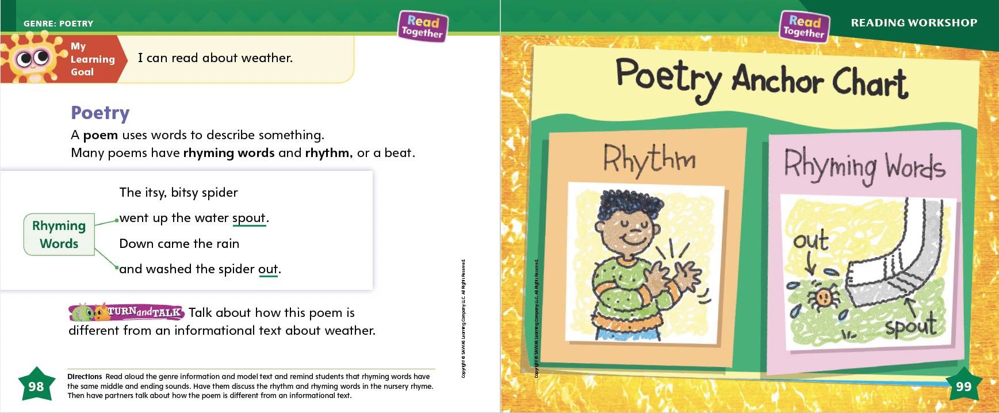 GENRE: POETRY
Read
Together
My
Learning
Goal
I can read about weather.
Poetry
A poem uses words to describe something.
Many poems have rhyming words and rhythm, or a beat.
The itsy, bitsy spider
went up the water spout.
Down came the rain
and washed the spider out.
Rhyming
Words
TURNandTALK Talk about how this poem is
different from an informational text about weather.
Directions Read aloud the genre information and model text and remind students that rhyming words have
the same middle and ending sounds. Have them discuss the rhythm and rhyming words in the nursery rhyme.
Then have partners talk about how the poem is different from an informational text.
98
Copyright © SAVVAS Learning Company LLC. All Rights Reserved.
Read
Together
READING WORKSHOP
Poetry Anchor Chart
Rhythm
Rhyming Words
out
spout
Copyright © SAVVAS Learning Company LLC. All Rights Reserved.
99